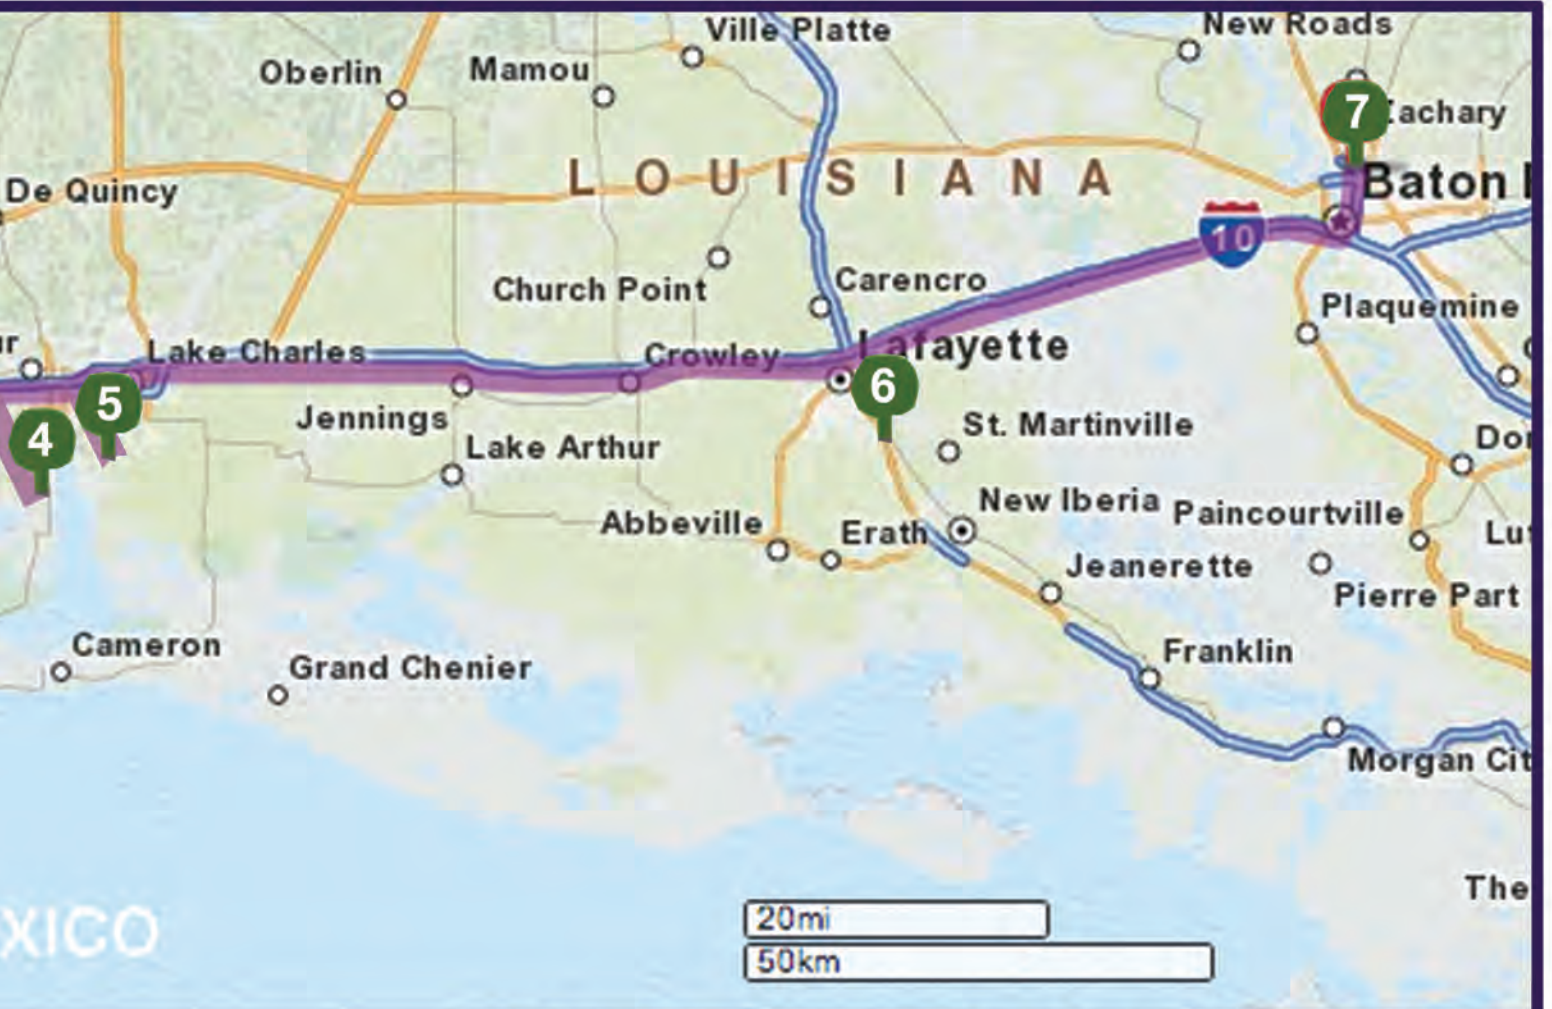 New Roads
Ville Platte
Oberlin
Mamou
7
Zachary
LOUISIANA
De Quincy
Baton
10
Church Point
Carencro
Plaquemine
Lake Charles
Crowley
Lafayette
5
6
4
Jennings
St. Martinville
Lake Arthur
New Iberia
Paincourtville
Abbeville
Erath
Jeanerette
Pierre Part
Cameron
Franklin
Grand Chenier
Morgan Cit
The
20mi
XICO
50km